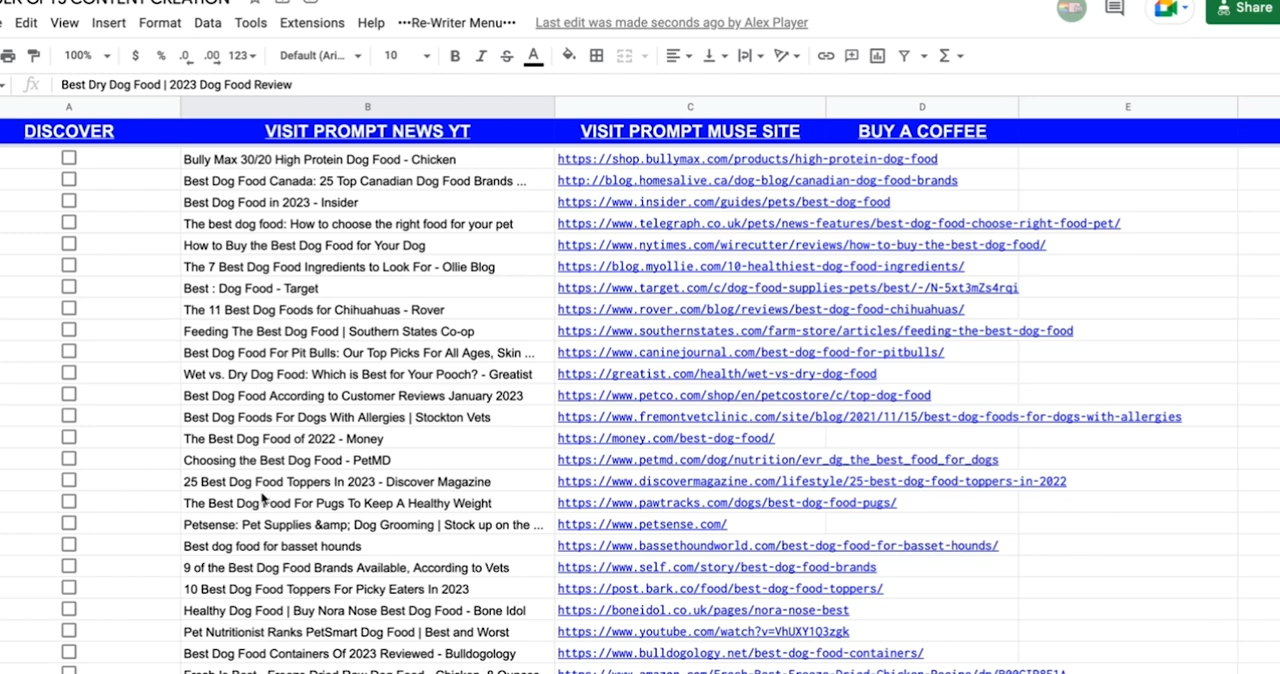 CONTENT CREATION
Edit View Insert Format Data Tools Extensions Help •••Re-Writer Menu••• Last edit was made seconds ago by Alex Player Share
100% $ % .0 .00 123 Default (Ari... 10 B I S A Σ
fx Best Dry Dog Food | 2023 Dog Food Review
A B C D E
DISCOVER VISIT PROMPT NEWS YT VISIT PROMPT MUSE SITE BUY A COFFEE
Bully Max 30/20 High Protein Dog Food - Chicken https://shop.bullymax.com/products/high-protein-dog-food
Best Dog Food Canada: 25 Top Canadian Dog Food Brands ... http://blog.homesalive.ca/dog-blog/canadian-dog-food-brands
Best Dog Food in 2023 - Insider https://www.insider.com/guides/pets/best-dog-food
The best dog food: How to choose the right food for your pet https://www.telegraph.co.uk/pets/news-features/best-dog-food-choose-right-food-pet/
How to Buy the Best Dog Food for Your Dog https://www.nytimes.com/wirecutter/reviews/how-to-buy-the-best-dog-food/
The 7 Best Dog Food Ingredients to Look For - Ollie Blog https://blog.myollie.com/10-healthiest-dog-food-ingredients/
Best : Dog Food - Target https://www.target.com/c/dog-food-supplies-pets/best/-/N-5xt3mZs4rqi
The 11 Best Dog Foods for Chihuahuas - Rover https://www.rover.com/blog/reviews/best-dog-food-chihuahuas/
Feeding The Best Dog Food | Southern States Co-op https://www.southernstates.com/farm-store/articles/feeding-the-best-dog-food
Best Dog Food For Pit Bulls: Our Top Picks For All Ages, Skin ... https://www.caninejournal.com/best-dog-food-for-pitbulls/
Wet vs. Dry Dog Food: Which is Best for Your Pooch? - Greatist https://greatist.com/health/wet-vs-dry-dog-food
Best Dog Food According to Customer Reviews January 2023 https://www.petco.com/shop/en/petcostore/c/top-dog-food
Best Dog Foods For Dogs With Allergies | Stockton Vets https://www.fremontvetclinic.com/site/blog/2021/11/15/best-dog-foods-for-dogs-with-allergies
The Best Dog Food of 2022 - Money https://money.com/best-dog-food/
Choosing the Best Dog Food - PetMD https://www.petmd.com/dog/nutrition/evr_dg_the_best_food_for_dogs
25 Best Dog Food Toppers In 2023 - Discover Magazine https://www.discovermagazine.com/lifestyle/25-best-dog-food-toppers-in-2022
The Best Dog Food For Pugs To Keep A Healthy Weight https://www.pawtracks.com/dogs/best-dog-food-pugs/
Petsense: Pet Supplies &amp; Dog Grooming | Stock up on the ... https://www.petsense.com/
Best dog food for basset hounds https://www.bassethoundworld.com/best-dog-food-for-basset-hounds/
9 of the Best Dog Food Brands Available, According to Vets https://www.self.com/story/best-dog-food-brands
10 Best Dog Food Toppers For Picky Eaters In 2023 https://post.bark.co/food/best-dog-food-toppers/
Healthy Dog Food | Buy Nora Nose Best Dog Food - Bone Idol https://boneidol.co.uk/pages/nora-nose-best
Pet Nutritionist Ranks PetSmart Dog Food | Best and Worst https://www.youtube.com/watch?v=VhUXY1Q3zgk
Best Dog Food Containers Of 2023 Reviewed - Bulldogology https://www.bulldogology.net/best-dog-food-containers/